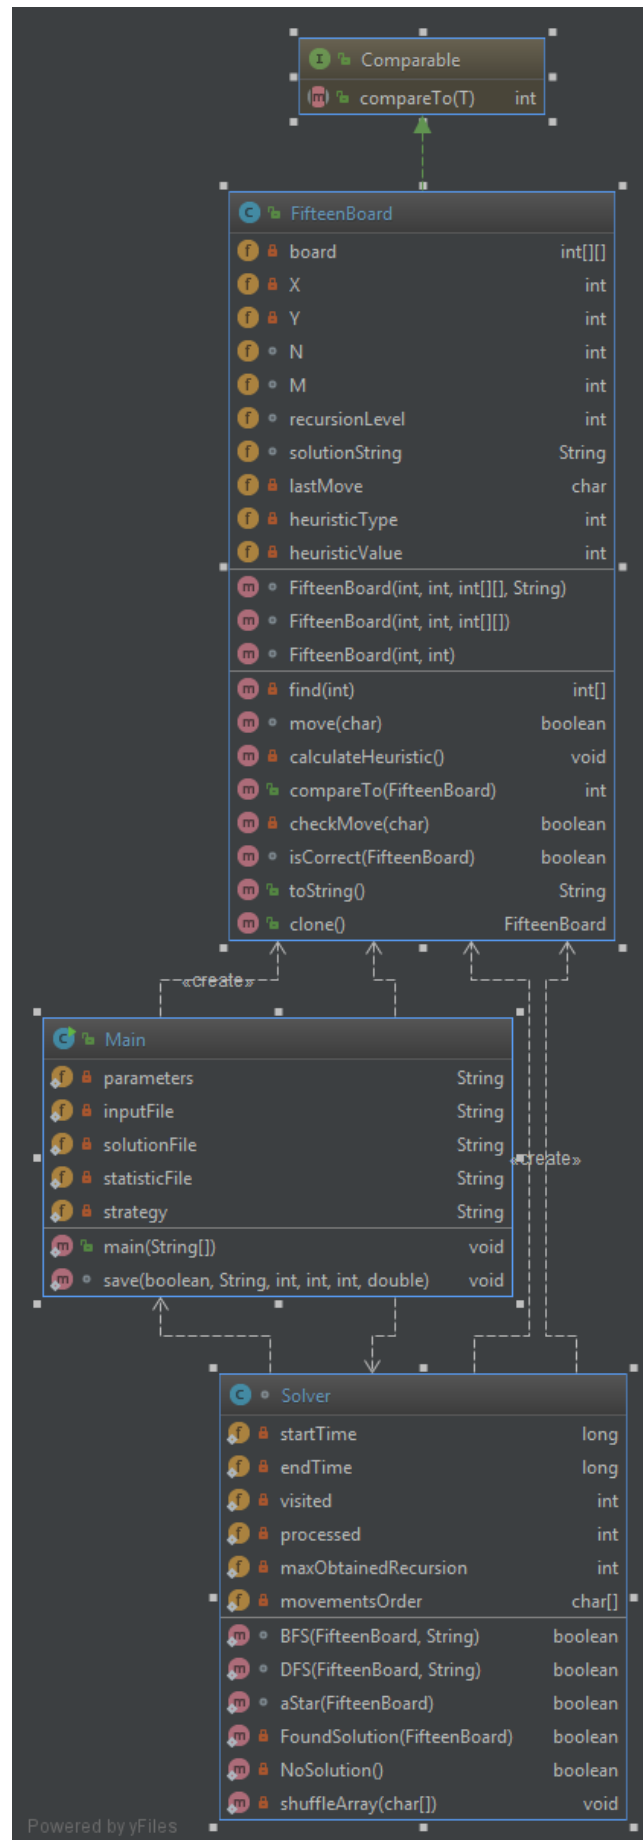 Comparable
compareTo(T) int
FifteenBoard
board int[][]
X int
Y int
N int
M int
recursionLevel int
solutionString String
lastMove char
heuristicType int
heuristicValue int
FifteenBoard(int, int, int[][], String)
FifteenBoard(int, int, int[][])
FifteenBoard(int, int)
find(int) int[]
move(char) boolean
calculateHeuristic() void
compareTo(FifteenBoard) int
checkMove(char) boolean
isCorrect(FifteenBoard) boolean
toString() String
clone() FifteenBoard
«create»
Main
parameters String
inputFile String
solutionFile String
statisticFile String
strategy String
«create»
main(String[]) void
save(boolean, String, int, int, int, double) void
Solver
startTime long
endTime long
visited int
processed int
maxObtainedRecursion int
movementsOrder char[]
BFS(FifteenBoard, String) boolean
DFS(FifteenBoard, String) boolean
aStar(FifteenBoard) boolean
FoundSolution(FifteenBoard) boolean
NoSolution() boolean
shuffleArray(char[]) void
Powered by yFiles